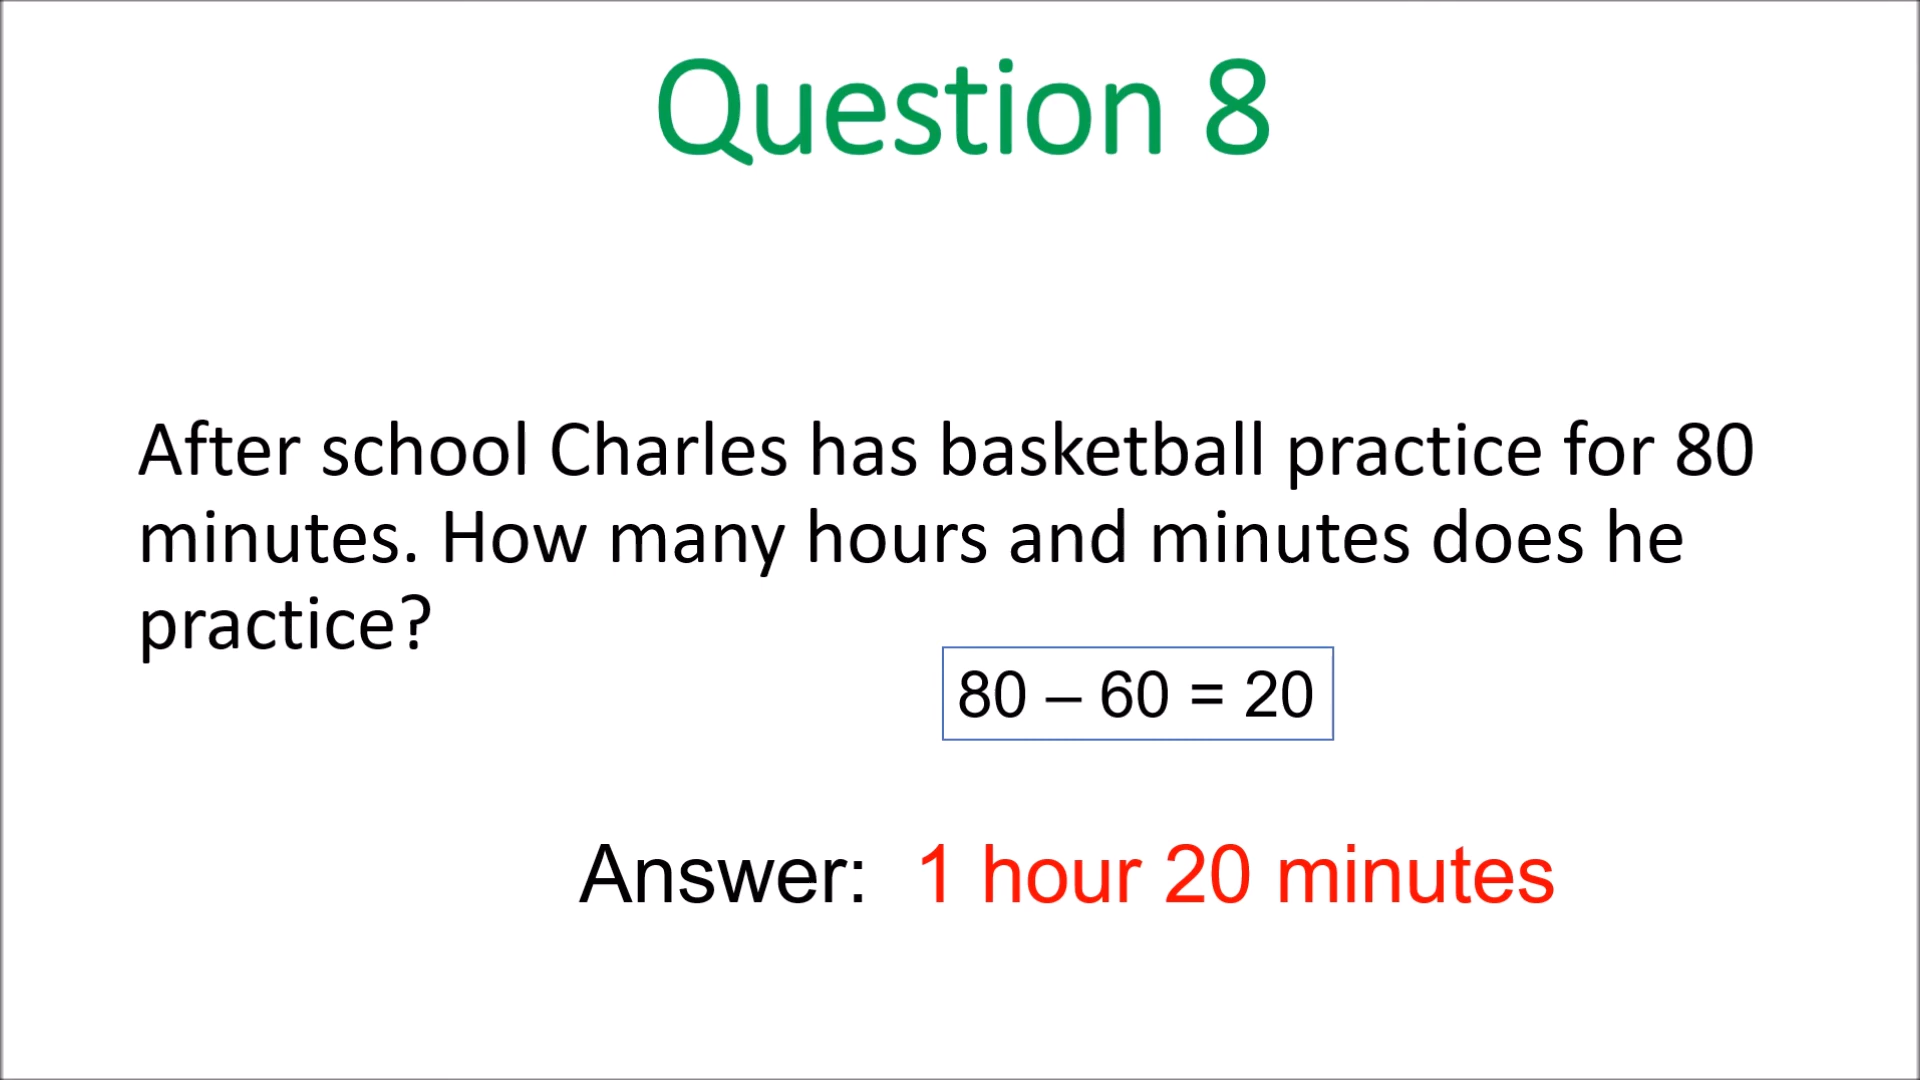 Question 8
After school Charles has basketball practice for 80
minutes. How many hours and minutes does he
practice?
80 – 60 = 20
Answer: 1 hour 20 minutes